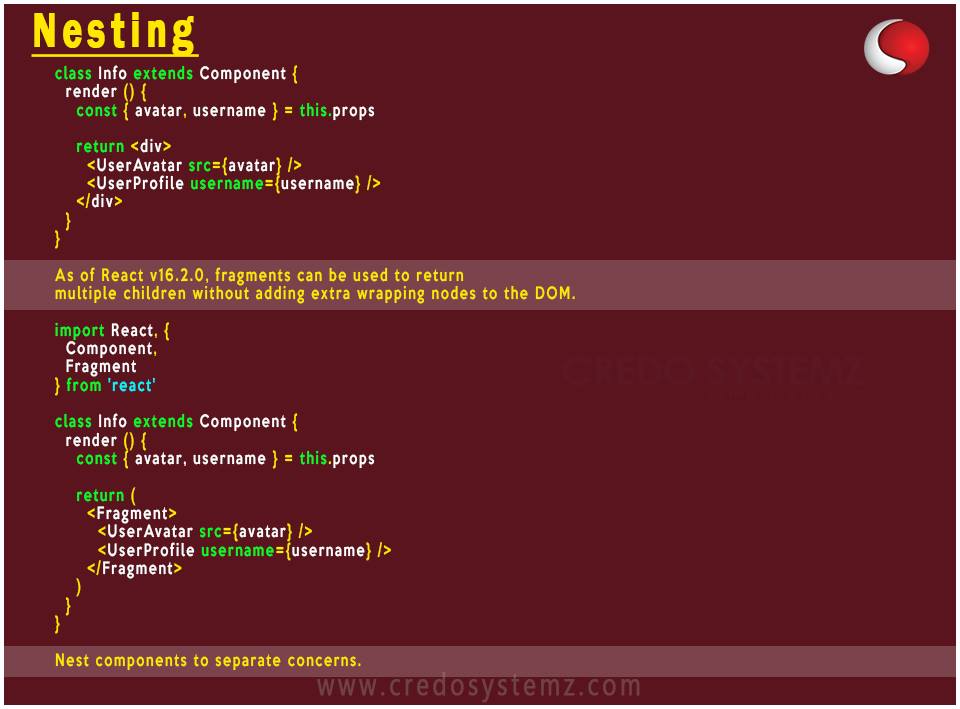 Nesting
class Info extends Component {
render () {
const { avatar, username } = this.props
return <div>
<UserAvatar src={avatar} />
<UserProfile username={username} />
</div>
}
}
As of React v16.2.0, fragments can be used to return
multiple children without adding extra wrapping nodes to the DOM.
import React, {
Component,
Fragment
} from 'react'
CREDO SYSTEMZ
class Info extends Component {
render () {
const { avatar, username } = this.props
return (
<Fragment>
<UserAvatar src={avatar} />
<UserProfile username={username} />
</Fragment>
)
}
}
Nest components to separate concerns.
www.credosystemz.com